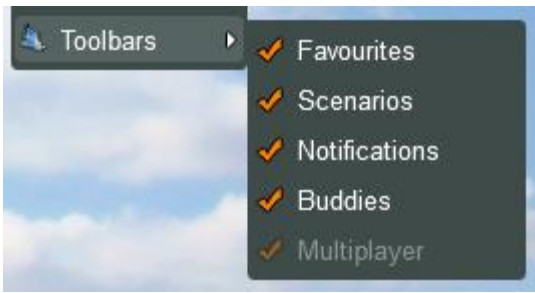 Toolbars
Favourites
Scenarios
Notifications
Buddies
Multiplayer